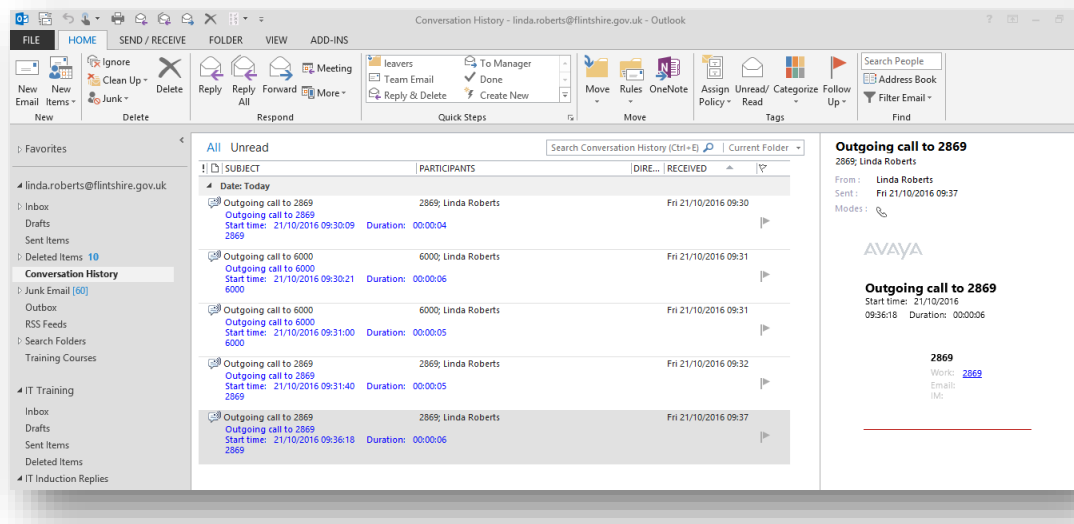 Conversation History - linda.roberts@flintshire.gov.uk - Outlook
FILE HOME SEND / RECEIVE FOLDER VIEW ADD-INS
New Email
New Items
New
Ignore
Clean Up
Junk
Delete
Delete
Reply
Reply All
Forward
Meeting
More
Respond
leavers
Team Email
Reply & Delete
To Manager
Done
Create New
Quick Steps
Move
Rules
OneNote
Move
Assign Policy
Unread/ Read
Categorize
Follow Up
Tags
Search People
Address Book
Filter Email
Find
Favorites
linda.roberts@flintshire.gov.uk
Inbox
Drafts
Sent Items
Deleted Items 10
Conversation History
Junk Email [60]
Outbox
RSS Feeds
Search Folders
Training Courses
IT Training
Inbox
Drafts
Sent Items
Deleted Items
IT Induction Replies
All Unread
Search Conversation History (Ctrl+E) Current Folder
! SUBJECT PARTICIPANTS DIRE... RECEIVED
Date: Today
Outgoing call to 2869 2869; Linda Roberts Fri 21/10/2016 09:30
Outgoing call to 2869
Start time: 21/10/2016 09:30:09 Duration: 00:00:04
2869
Outgoing call to 6000 6000; Linda Roberts Fri 21/10/2016 09:31
Outgoing call to 6000
Start time: 21/10/2016 09:30:21 Duration: 00:00:06
6000
Outgoing call to 6000 6000; Linda Roberts Fri 21/10/2016 09:31
Outgoing call to 6000
Start time: 21/10/2016 09:31:00 Duration: 00:00:05
6000
Outgoing call to 2869 2869; Linda Roberts Fri 21/10/2016 09:32
Outgoing call to 2869
Start time: 21/10/2016 09:31:40 Duration: 00:00:05
2869
Outgoing call to 2869 2869; Linda Roberts Fri 21/10/2016 09:37
Outgoing call to 2869
Start time: 21/10/2016 09:36:18 Duration: 00:00:06
2869
Outgoing call to 2869
2869; Linda Roberts
From : Linda Roberts
Sent : Fri 21/10/2016 09:37
Modes :
AVAYA
Outgoing call to 2869
Start time: 21/10/2016
09:36:18 Duration: 00:00:06
2869
Work: 2869
Email:
IM: